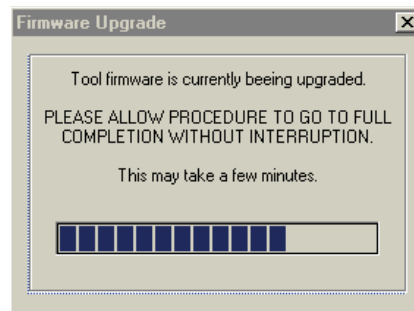 Firmware Upgrade
Tool firmware is currently beeing upgraded.
PLEASE ALLOW PROCEDURE TO GO TO FULL
COMPLETION WITHOUT INTERRUPTION.
This may take a few minutes.